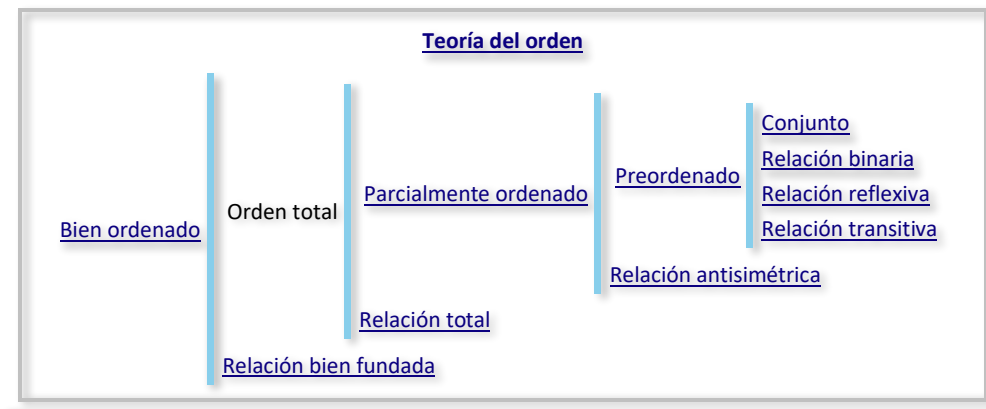 Teoría del orden
Conjunto
Relación binaria
Preordenado
Relación reflexiva
Parcialmente ordenado
Orden total
Relación transitiva
Bien ordenado
Relación antisimétrica
Relación total
Relación bien fundada